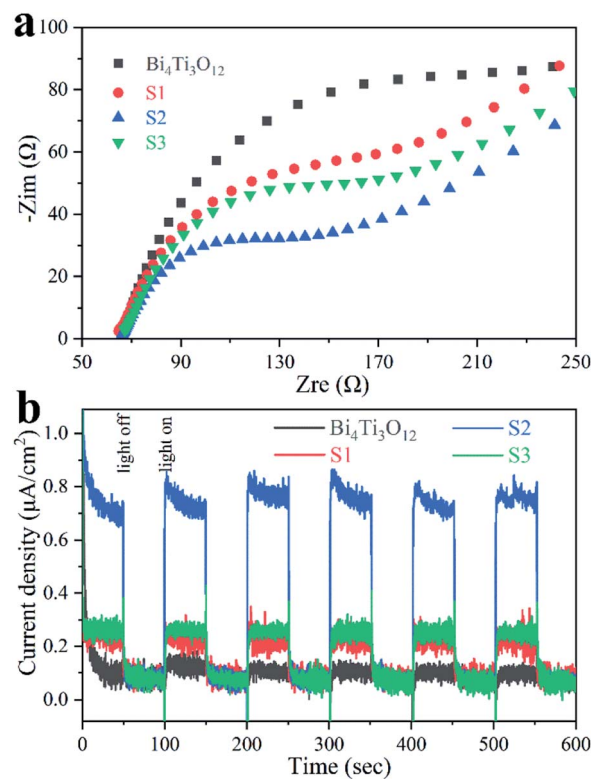 a
100
80
60
40
20
0
-Zim (Ω)
Bi₄Ti₃O₁₂
S1
S2
S3
50 90 130 170 210 250
Zre (Ω)
b
1.0
0.8
0.6
0.4
0.2
0.0
Current density (μA/cm²)
light off
light on
Bi₄Ti₃O₁₂ S2
S1 S3
0 100 200 300 400 500 600
Time (sec)